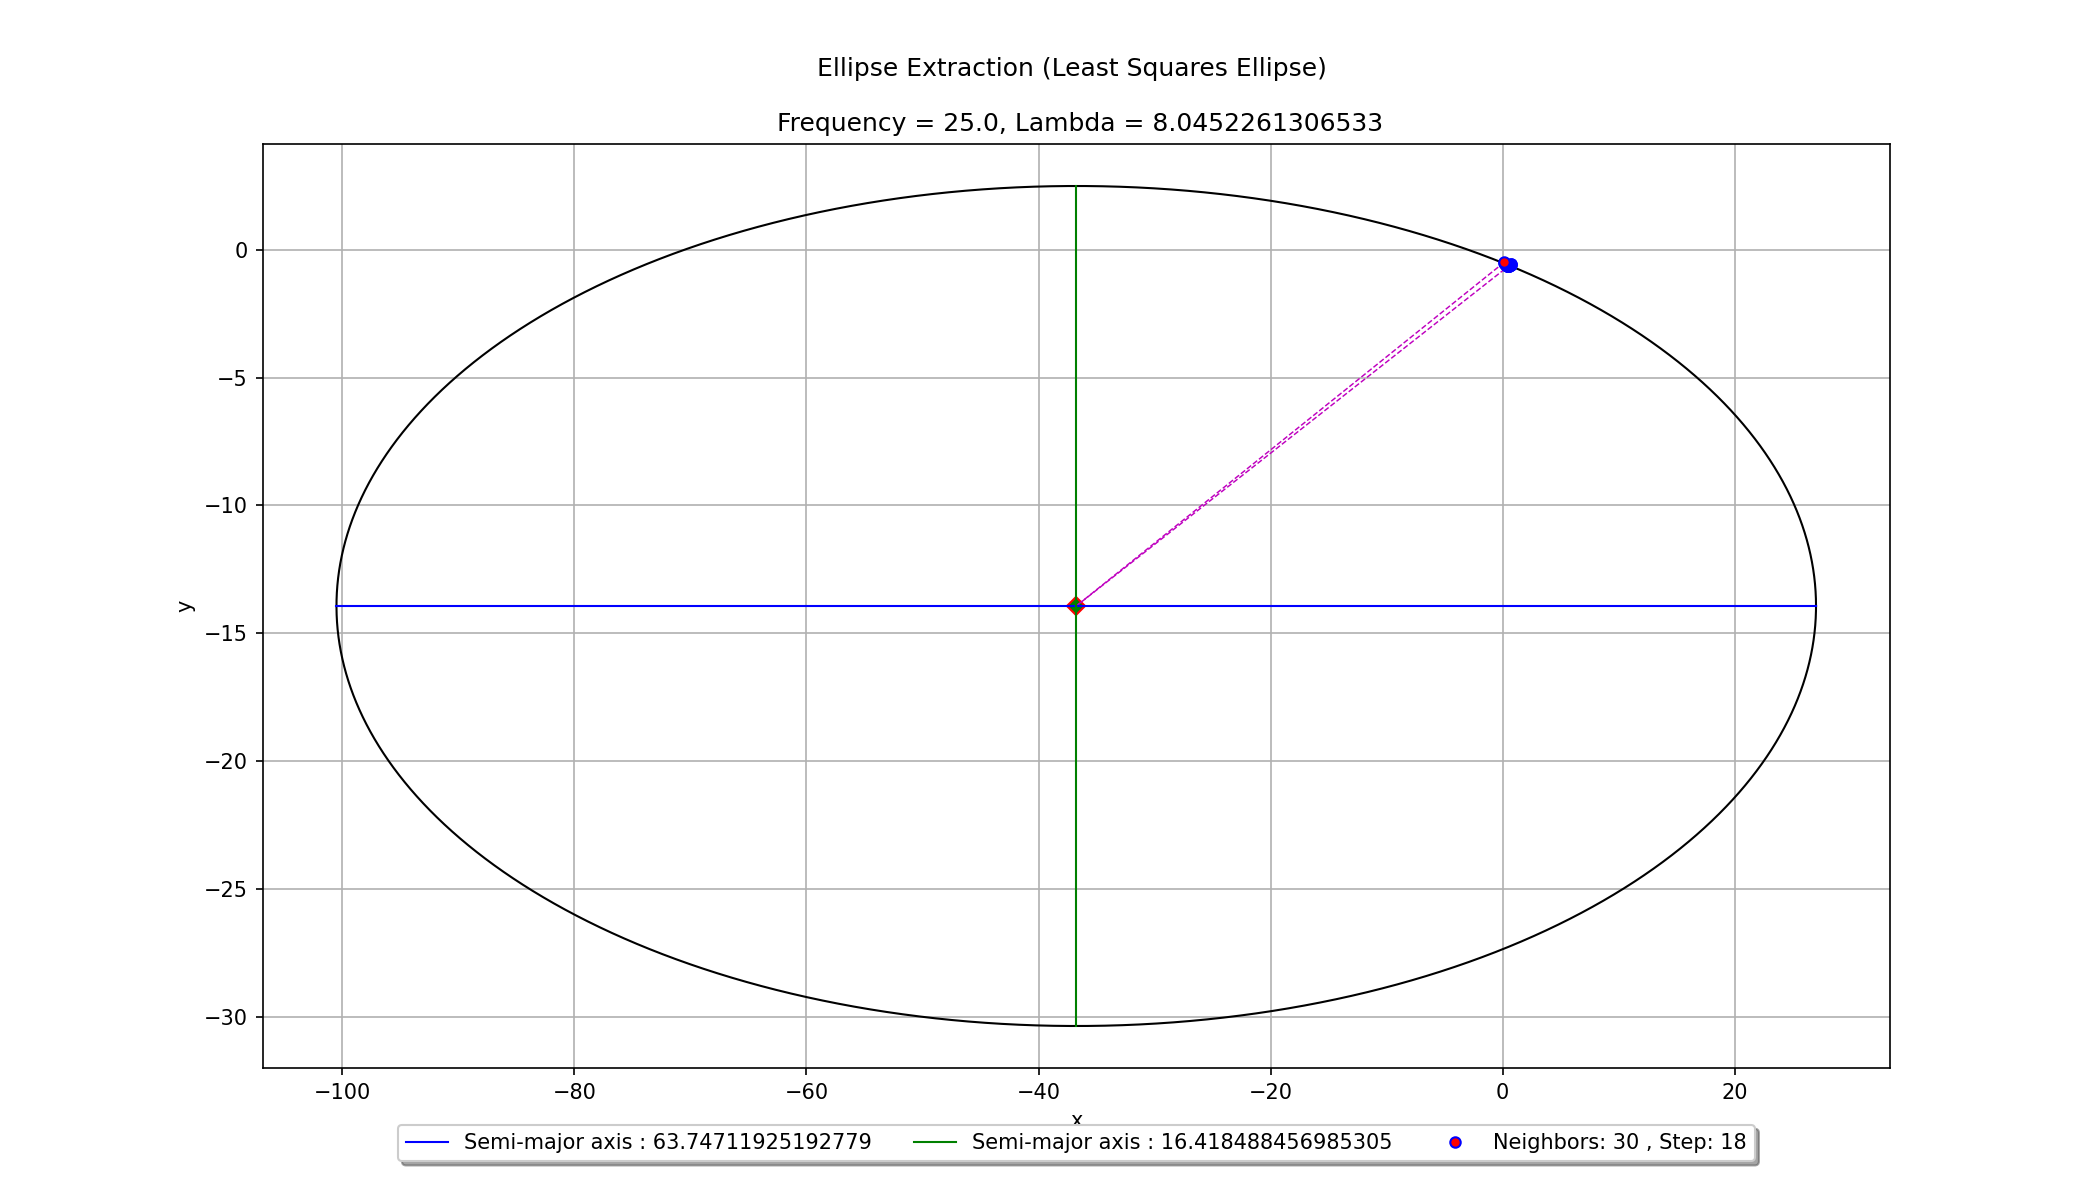 Ellipse Extraction (Least Squares Ellipse)
Frequency = 25.0, Lambda = 8.0452261306533
0
−5
−10
−15
−20
−25
−30
y
−100 −80 −60 −40 −20 0 20
x
Semi-major axis : 63.74711925192779 Semi-major axis : 16.418488456985305 Neighbors: 30 , Step: 18